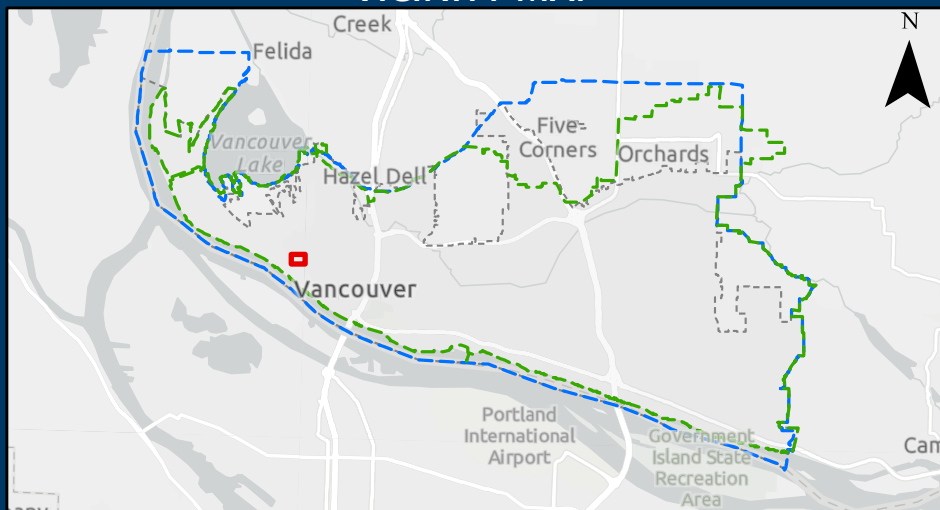 N
Creek
Felida
Vancouver
Lake
Five-
Corners
Orchards
Hazel Dell
Vancouver
Portland
International
Airport
Government
Island State
Recreation
Area